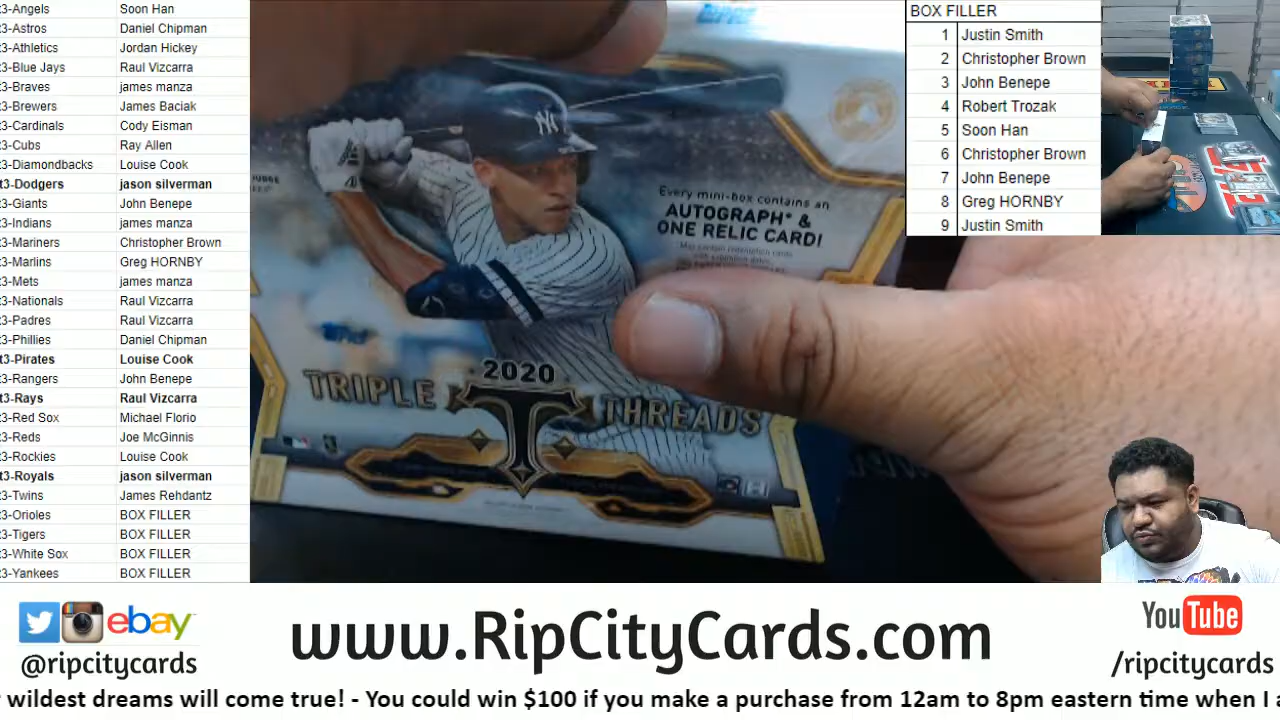 :3-Angels Soon Han
:3-Astros Daniel Chipman
:3-Athletics Jordan Hickey
:3-Blue Jays Raul Vizcarra
:3-Braves james manza
:3-Brewers James Baciak
:3-Cardinals Cody Eisman
:3-Cubs Ray Allen
:3-Diamondbacks Louise Cook
t3-Dodgers jason silverman
:3-Giants John Benepe
:3-Indians james manza
:3-Mariners Christopher Brown
:3-Marlins Greg HORNBY
:3-Mets james manza
:3-Nationals Raul Vizcarra
:3-Padres Raul Vizcarra
:3-Phillies Daniel Chipman
t3-Pirates Louise Cook
:3-Rangers John Benepe
t3-Rays Raul Vizcarra
:3-Red Sox Michael Florio
:3-Reds Joe McGinnis
:3-Rockies Louise Cook
t3-Royals jason silverman
:3-Twins James Rehdantz
:3-Orioles BOX FILLER
:3-Tigers BOX FILLER
:3-White Sox BOX FILLER
:3-Yankees BOX FILLER
topps
NY
JUDGE
Every mini-box contains an
AUTOGRAPH* &
ONE RELIC CARD!
2020
TRIPLE T THREADS
BOX FILLER
1 Justin Smith
2 Christopher Brown
3 John Benepe
4 Robert Trozak
5 Soon Han
6 Christopher Brown
7 John Benepe
8 Greg HORNBY
9 Justin Smith
ebay
@ripcitycards
www.RipCityCards.com
YouTube
/ripcitycards
wildest dreams will come true! - You could win $100 if you make a purchase from 12am to 8pm eastern time when I